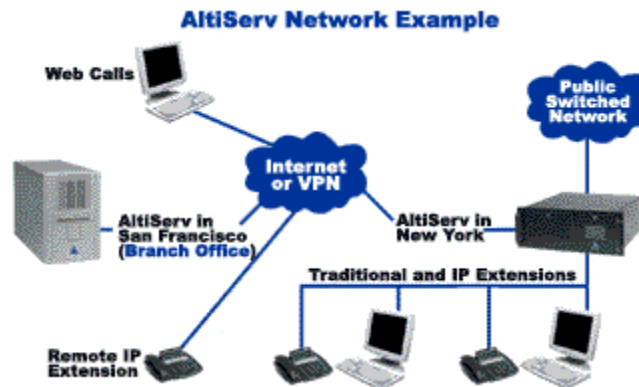 AltiServ Network Example
Web Calls
Public
Switched
Network
Internet
or VPN
AltiServ in
San Francisco
(Branch Office)
AltiServ in
New York
Traditional and IP Extensions
Remote IP
Extension